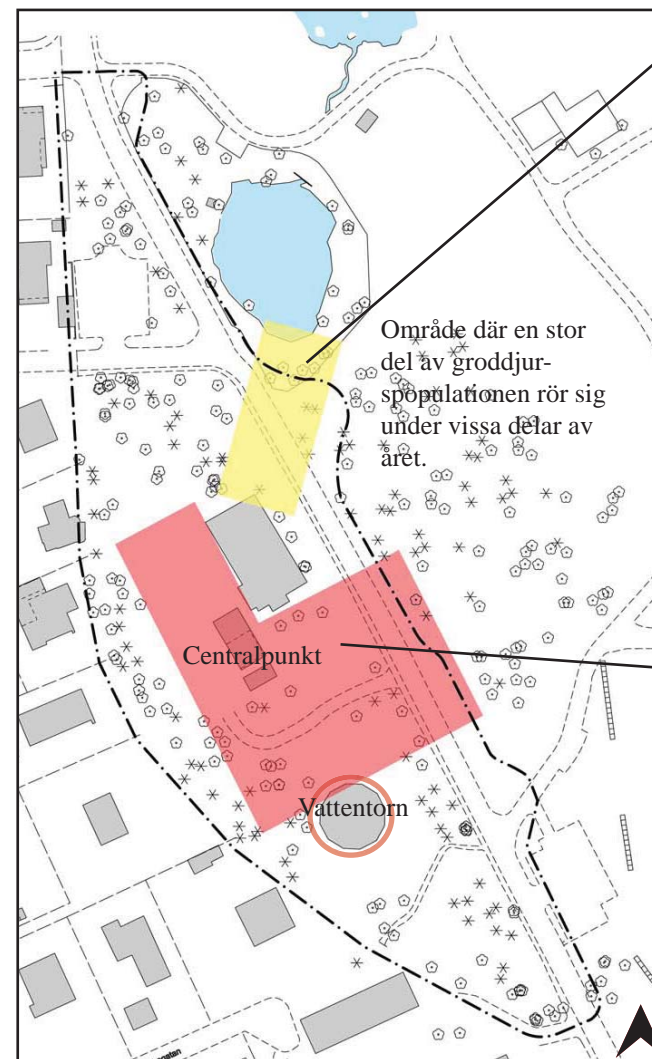 Område där en stor
del av groddjur-
spopulationen rör sig
under vissa delar av
året.
Centralpunkt
Vattentorn